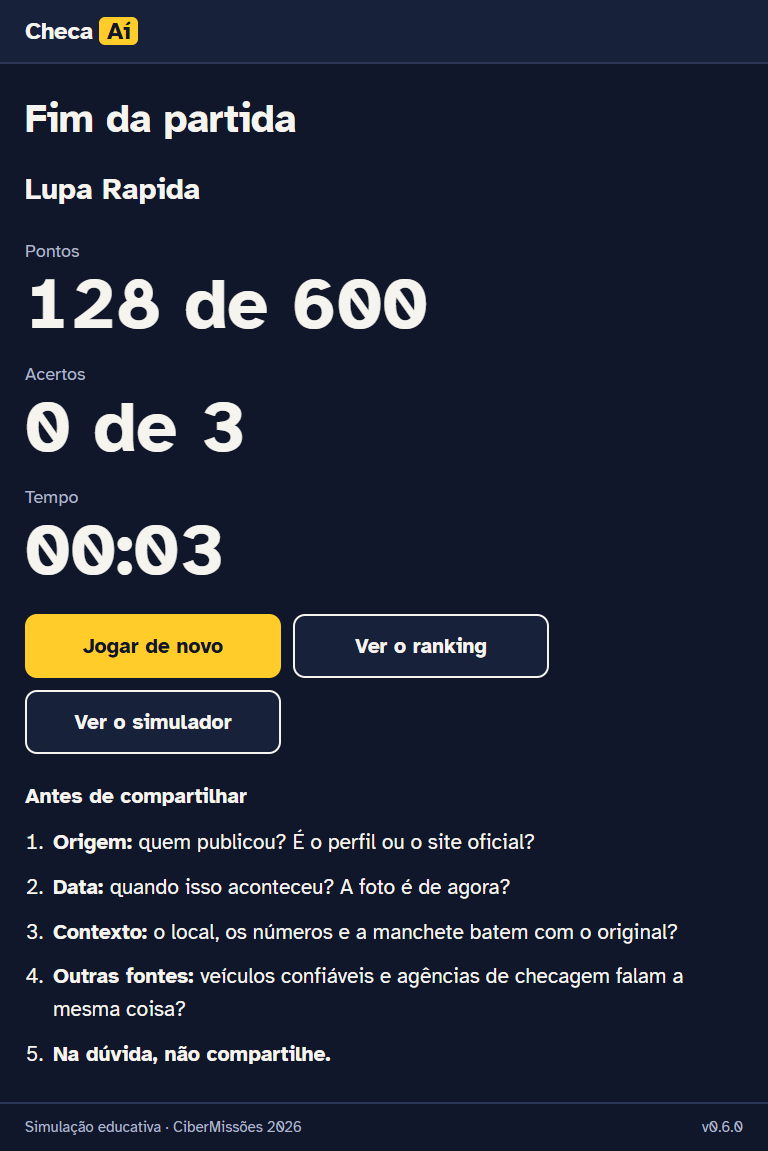 Checa Aí
Fim da partida
Lupa Rapida
Pontos
128 de 600
Acertos
0 de 3
Tempo
00:03
Jogar de novo
Ver o ranking
Ver o simulador
Antes de compartilhar
1. Origem: quem publicou? É o perfil ou o site oficial?
2. Data: quando isso aconteceu? A foto é de agora?
3. Contexto: o local, os números e a manchete batem com o original?
4. Outras fontes: veículos confiáveis e agências de checagem falam a
mesma coisa?
5. Na dúvida, não compartilhe.
Simulação educativa · CiberMissões 2026
v0.6.0